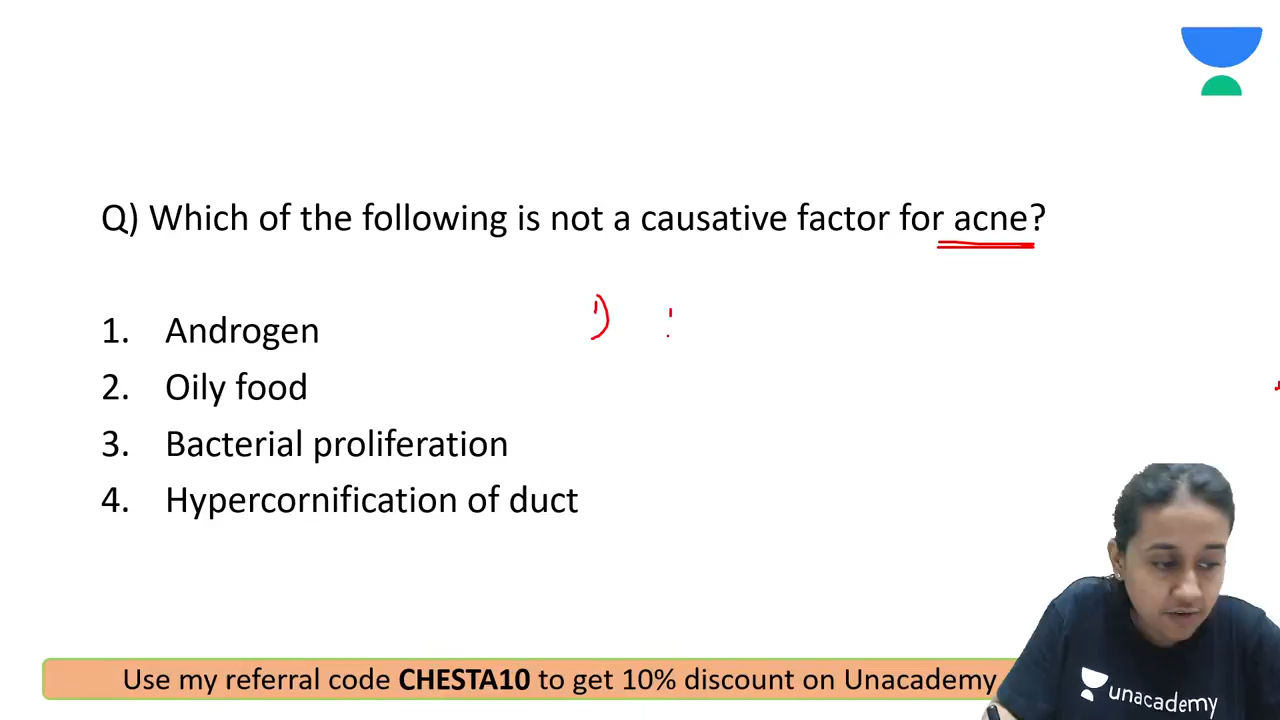 Q) Which of the following is not a causative factor for acne?
1)
1. Androgen
2. Oily food
3. Bacterial proliferation
4. Hypercornification of duct
Use my referral code CHESTA10 to get 10% discount on Unacademy
unacademy